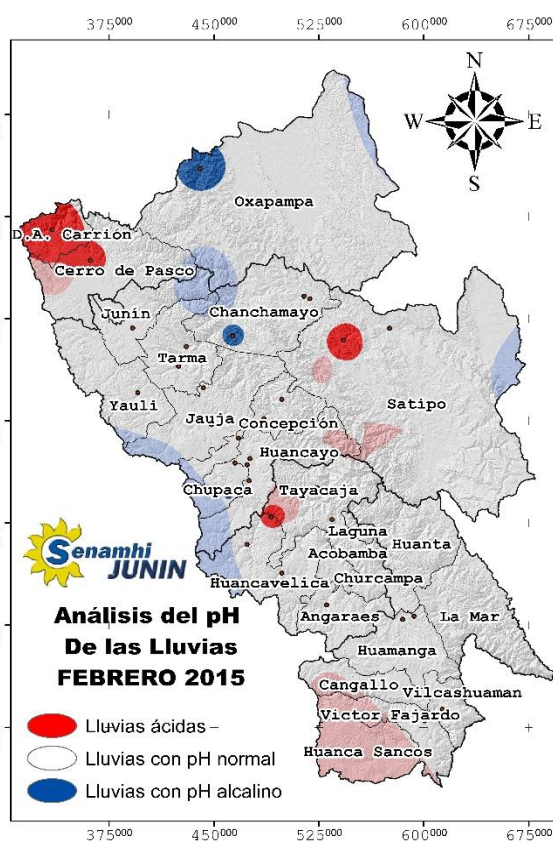 375000 450000 525000 600000 675000
N
W E
S
Oxapampa
D.A. Carrión
Cerro de Pasco
Junín
Chanchamayo
Tarma
Yauli
Satipo
Jauja
Concepción
Huancayo
Chupaca
Tayacaja
Laguna
Huanta
Acobamba
Huancavelica
Churcampa
Angaraes
La Mar
Huamanga
Cangallo
Vilcashuaman
Victor Fajardo
Huanca Sancos
Senamhi
JUNIN
Análisis del pH
De las Lluvias
FEBRERO 2015
Lluvias ácidas
Lluvias con pH normal
Lluvias con pH alcalino
375000 450000 525000 600000 675000